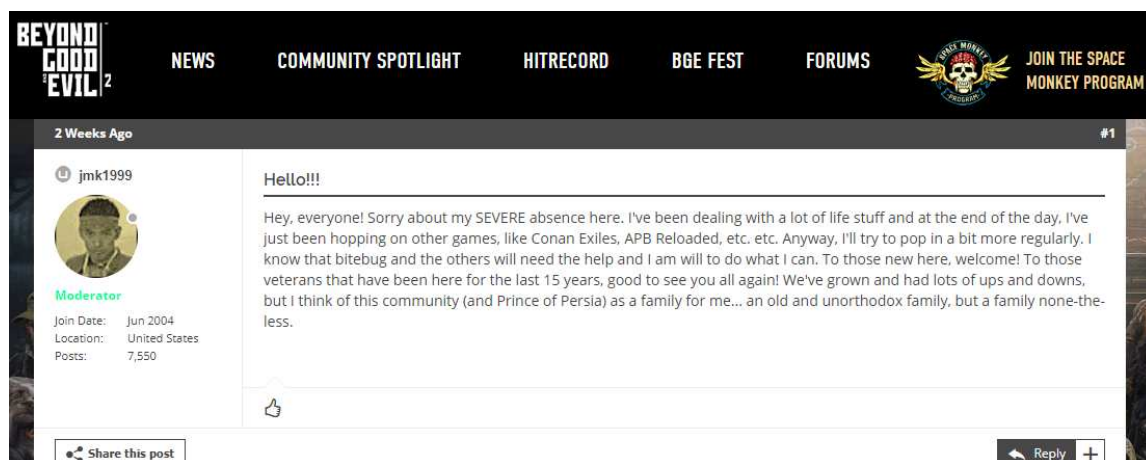 BEYOND GOOD & EVIL 2
NEWS
COMMUNITY SPOTLIGHT
HITRECORD
BGE FEST
FORUMS
SPACE MONKEY PROGRAM
JOIN THE SPACE
MONKEY PROGRAM
2 Weeks Ago
#1
jmk1999
Moderator
Join Date: Jun 2004
Location: United States
Posts: 7,550
Hello!!!
Hey, everyone! Sorry about my SEVERE absence here. I've been dealing with a lot of life stuff and at the end of the day, I've
just been hopping on other games, like Conan Exiles, APB Reloaded, etc. etc. Anyway, I'll try to pop in a bit more regularly. I
know that bitebug and the others will need the help and I am will to do what I can. To those new here, welcome! To those
veterans that have been here for the last 15 years, good to see you all again! We've grown and had lots of ups and downs,
but I think of this community (and Prince of Persia) as a family for me... an old and unorthodox family, but a family none-the-
less.
Share this post
Reply
+